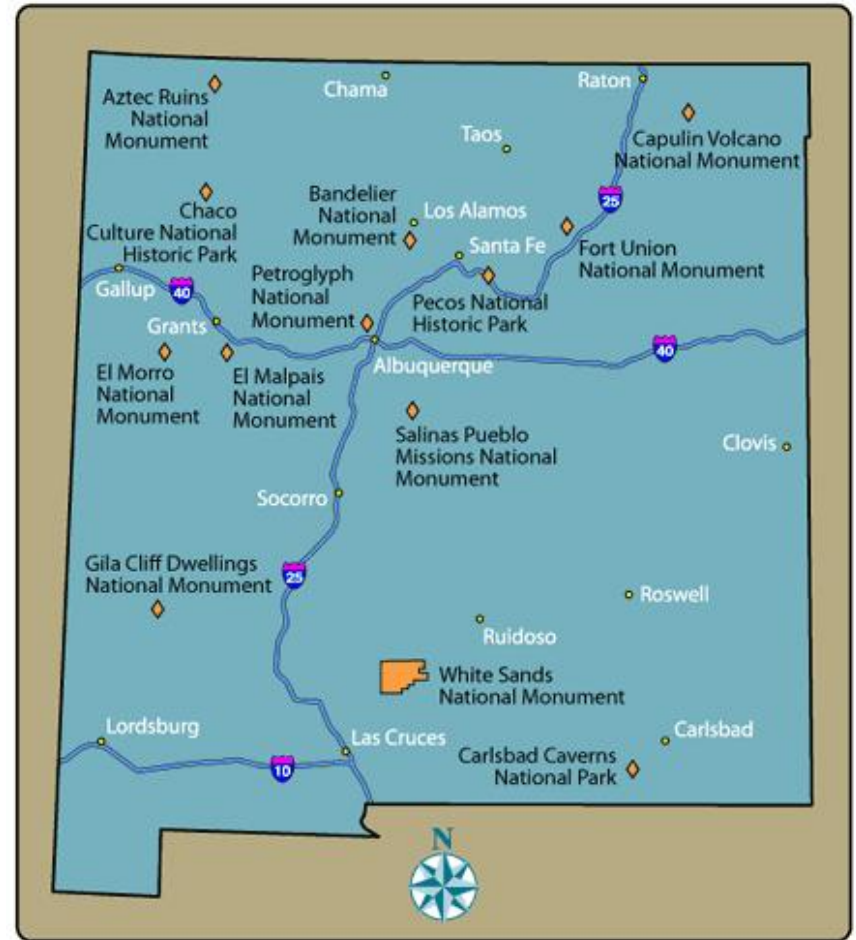 Aztec Ruins
National
Monument
Chama
Raton
Taos
Capulin Volcano
National Monument
Chaco
Culture National
Historic Park
Bandelier
National
Monument
Los Alamos
25
Santa Fe
Fort Union
National Monument
Gallup
40
Petroglyph
National
Monument
Pecos National
Historic Park
Grants
Albuquerque
40
El Morro
National
Monument
El Malpais
National
Monument
Salinas Pueblo
Missions National
Monument
Clovis
Socorro
Gila Cliff Dwellings
National Monument
25
Roswell
Ruidoso
White Sands
National Monument
Lordsburg
Las Cruces
Carlsbad
10
Carlsbad Caverns
National Park
N